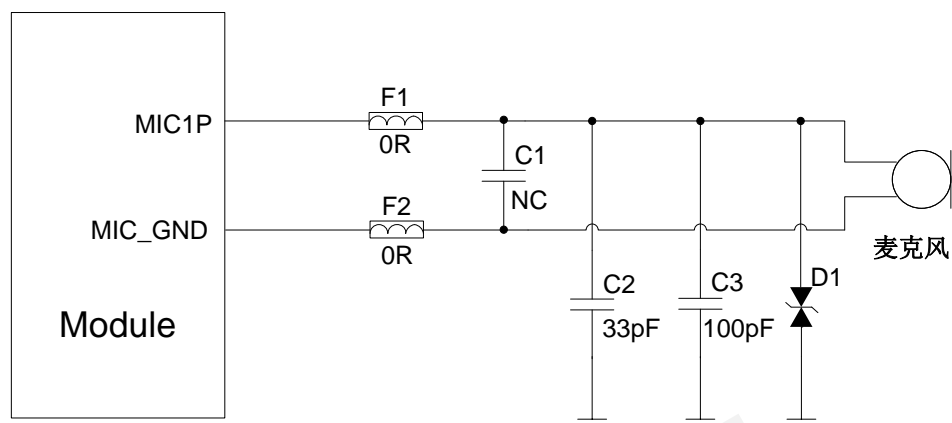 F1
MIC1P
0R
C1
NC
F2
MIC_GND
0R
麦克风
C2
C3
D1
33pF
100pF
Module